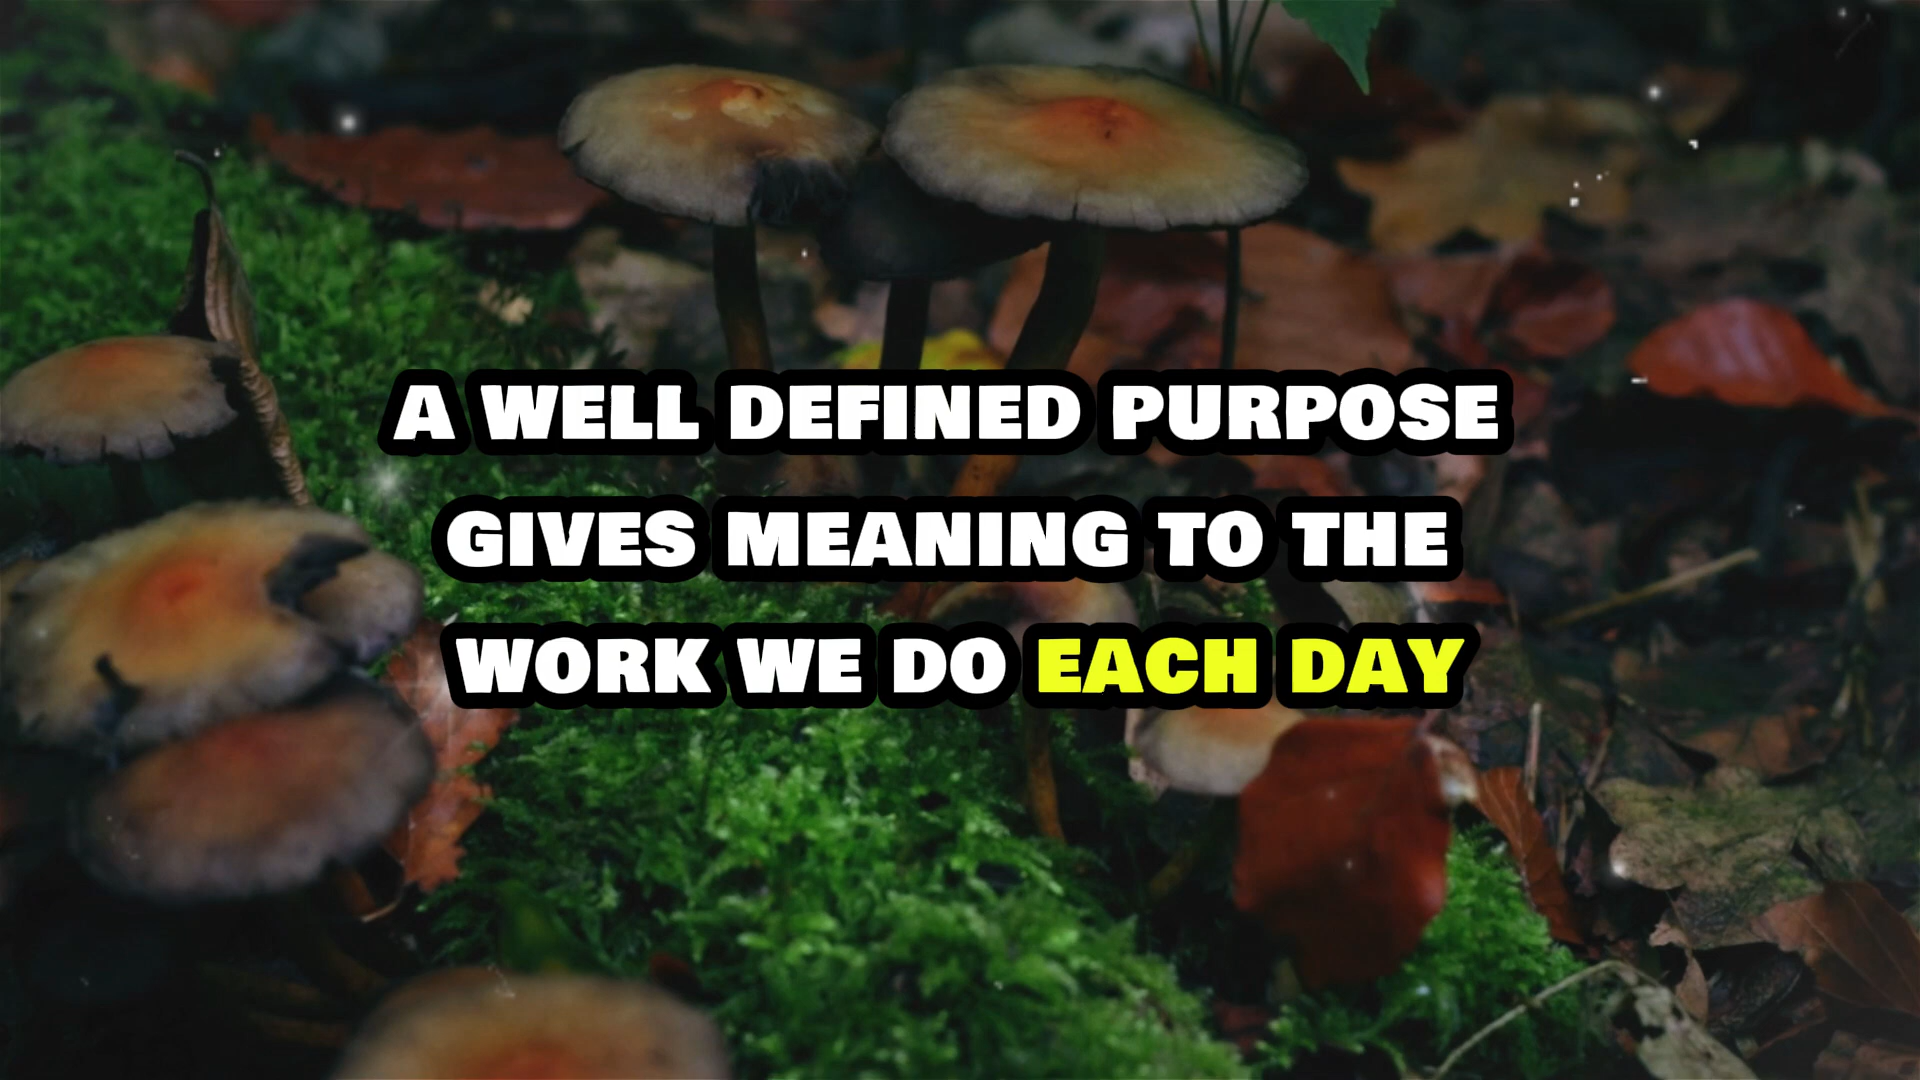 A WELL DEFINED PURPOSE
GIVES MEANING TO THE
WORK WE DO EACH DAY